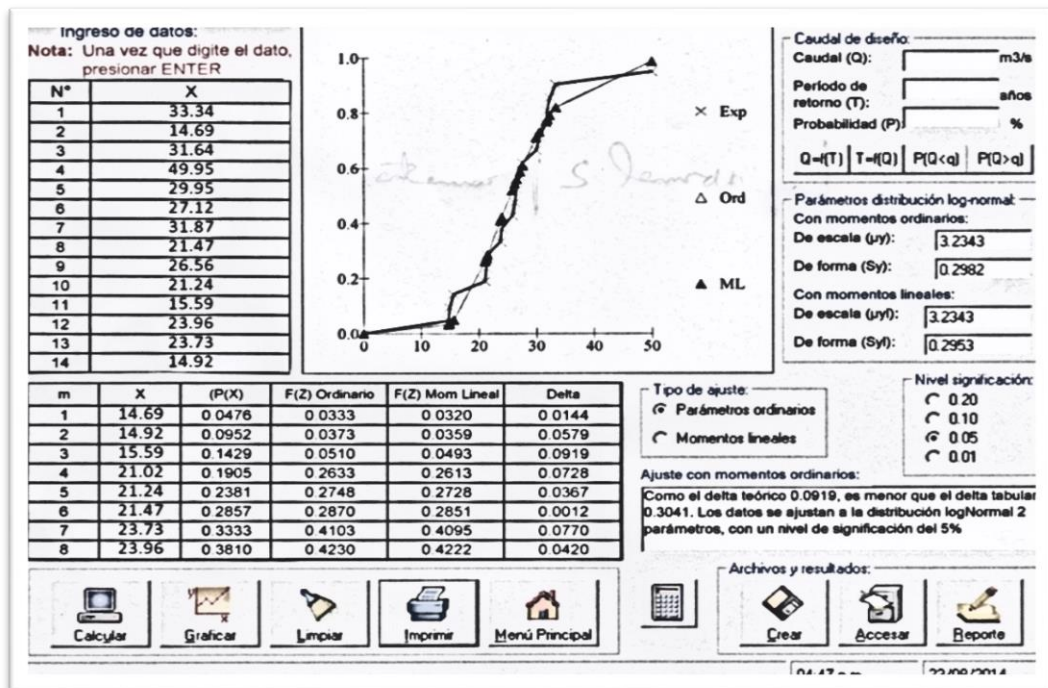 Ingreso de datos:
Nota: Una vez que digite el dato,
presionar ENTER
N° X
1 33.34
2 14.69
3 31.64
4 49.95
5 29.95
6 27.12
7 31.87
8 21.47
9 26.56
10 21.24
11 15.59
12 23.96
13 23.73
14 14.92
1.0
0.8
0.6
0.4
0.2
0.0
0 10 20 30 40 50
Exp
Ord
ML
Caudal de diseño:
Caudal (Q): m3/s
Período de
retorno (T): años
Probabilidad (P): %
Q=f(T) T=f(Q) P(Q<q) P(Q>q)
Parámetros distribución log-normal:
Con momentos ordinarios:
De escala (μy): 3.2343
De forma (Sy): 0.2982
Con momentos lineales:
De escala (μyl): 3.2343
De forma (Syl): 0.2953
m X (P(X) F(Z) Ordinario F(Z) Mom Lineal Delta
1 14.69 0.0476 0.0333 0.0320 0.0144
2 14.92 0.0952 0.0373 0.0359 0.0579
3 15.59 0.1429 0.0510 0.0493 0.0919
4 21.02 0.1905 0.2633 0.2613 0.0728
5 21.24 0.2381 0.2748 0.2728 0.0367
6 21.47 0.2857 0.2870 0.2851 0.0012
7 23.73 0.3333 0.4103 0.4095 0.0770
8 23.96 0.3810 0.4230 0.4222 0.0420
Tipo de ajuste:
Parámetros ordinarios
Momentos lineales
Nivel significación:
0.20
0.10
0.05
0.01
Ajuste con momentos ordinarios:
Como el delta teórico 0.0919, es menor que el delta tabular
0.3041. Los datos se ajustan a la distribución logNormal 2
parámetros, con un nivel de significación del 5%
Calcular Graficar Limpiar Imprimir Menú Principal
Archivos y resultados:
Crear Accesar Reporte
04:47 p.m. 22/08/2014